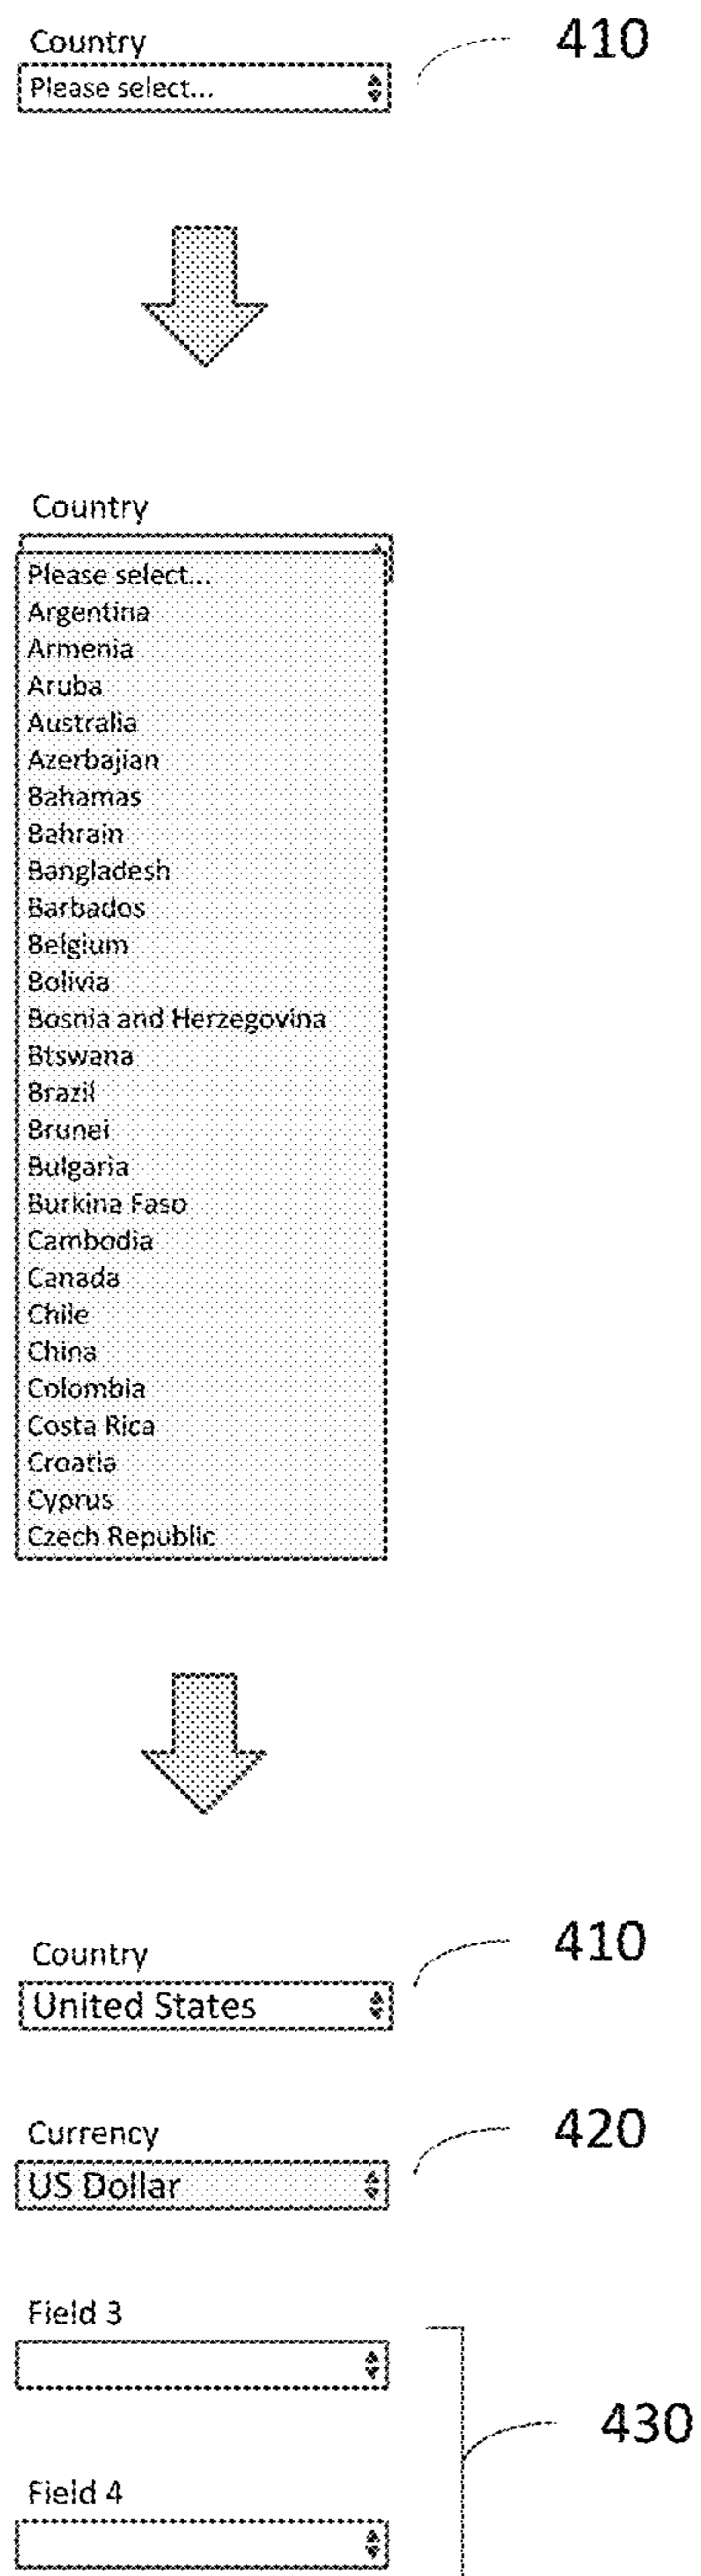 Country
410
Please select...
Country
Please select...
Argentina
Armenia
Aruba
Australia
Azerbajian
Bahamas
Bahrain
Bangladesh
Barbados
Belgium
Bolivia
Bosnia and Herzegovina
Btswana
Brazil
Brunei
Bulgaria
Burkina Faso
Cambodia
Canada
Chile
China
Colombia
Costa Rica
Croatia
Cyprus
Czech Republic
Country
410
United States
Currency
420
US Dollar
Field 3
430
Field 4